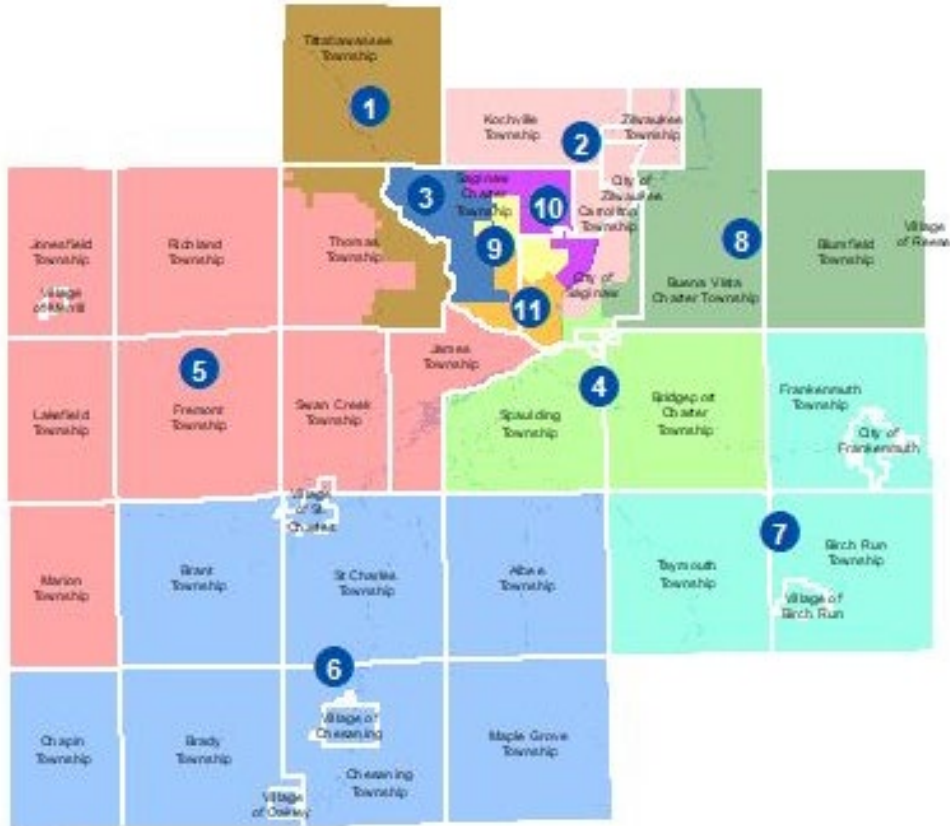 Tittabawassee
Township
1
Kochville
Township
2
Zilwaukee
Township
3
Saginaw
Charter
Township
10
City of
Zilwaukee
Carrollton
Township
Jonesfield
Township
Richland
Township
Thomas
Township
9
8
Blumfield
Township
Village
of Reese
Village
of Merrill
11
City of
Saginaw
Buena Vista
Charter Township
James
Township
5
Lakefield
Township
Fremont
Township
Swan Creek
Township
4
Spaulding
Township
Bridgeport
Charter
Township
Frankenmuth
Township
City of
Frankenmuth
Village
of St.
Charles
Marion
Township
Brant
Township
St Charles
Township
Albee
Township
Taymouth
Township
7
Birch Run
Township
Village of
Birch Run
6
Chapin
Township
Brady
Township
Village of
Chesaning
Chesaning
Township
Maple Grove
Township
Village
of Oakley